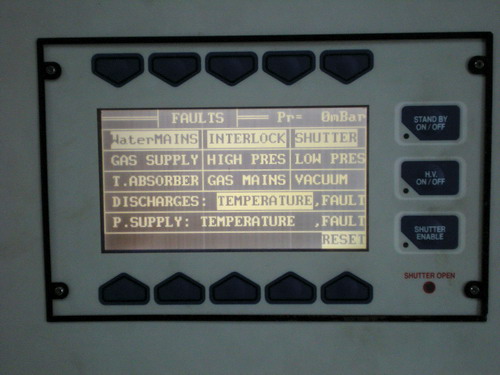 FAULTS Pr= 0mBar
WaterMAINS INTERLOCK SHUTTER
GAS SUPPLY HIGH PRES LOW PRES
T.ABSORBER GAS MAINS VACUUM
DISCHARGES: TEMPERATURE,FAULT
P.SUPPLY: TEMPERATURE ,FAULT
RESET
STAND BY
ON / OFF
H.V.
ON / OFF
SHUTTER
ENABLE
SHUTTER OPEN